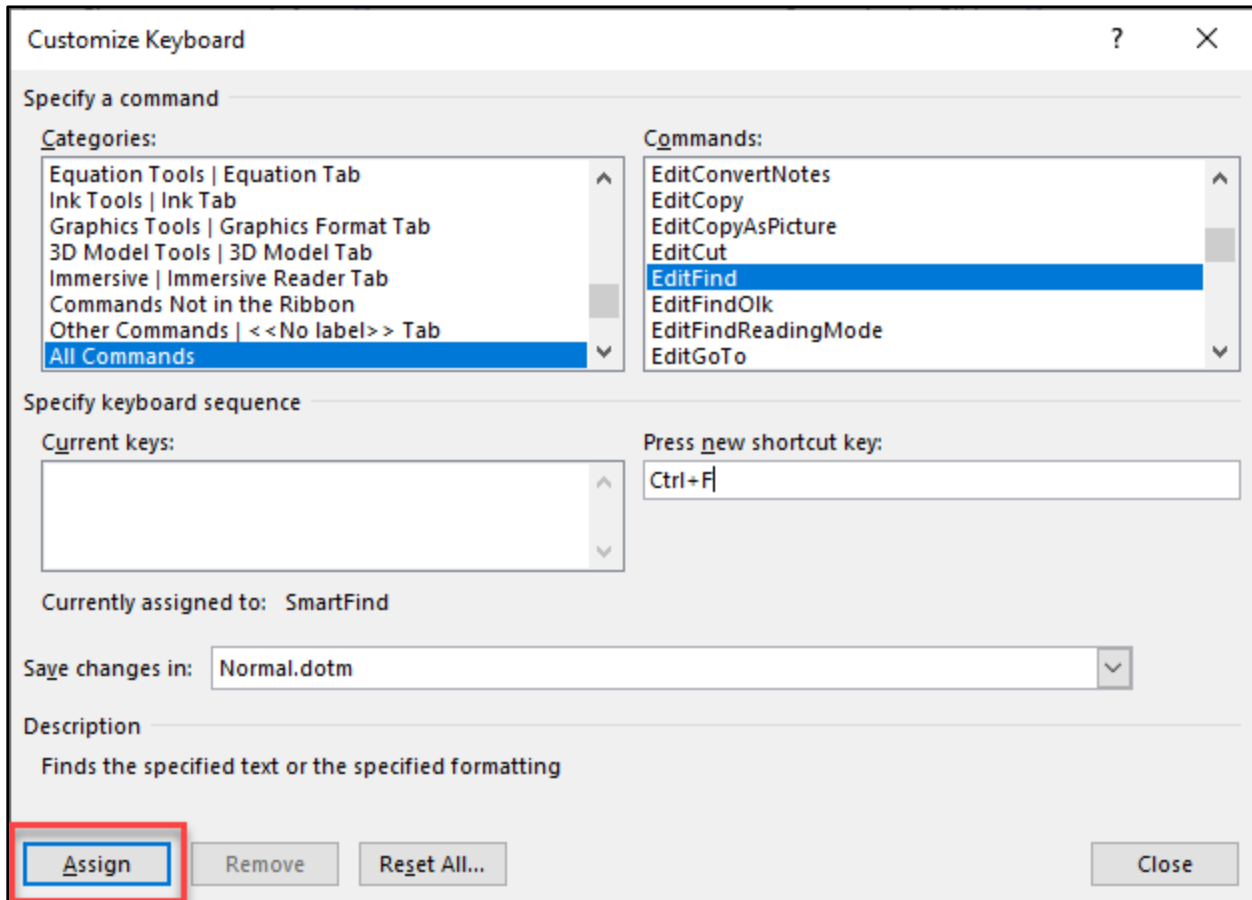 Customize Keyboard
?
Specify a command
Categories:
Equation Tools | Equation Tab
Ink Tools | Ink Tab
Graphics Tools | Graphics Format Tab
3D Model Tools | 3D Model Tab
Immersive | Immersive Reader Tab
Commands Not in the Ribbon
Other Commands | <<No label>> Tab
All Commands
Commands:
EditConvertNotes
EditCopy
EditCopyAsPicture
EditCut
EditFind
EditFindOlk
EditFindReadingMode
EditGoTo
Specify keyboard sequence
Current keys:
Press new shortcut key:
Ctrl+F
Currently assigned to: SmartFind
Save changes in: Normal.dotm
Description
Finds the specified text or the specified formatting
Assign Remove Reset All... Close